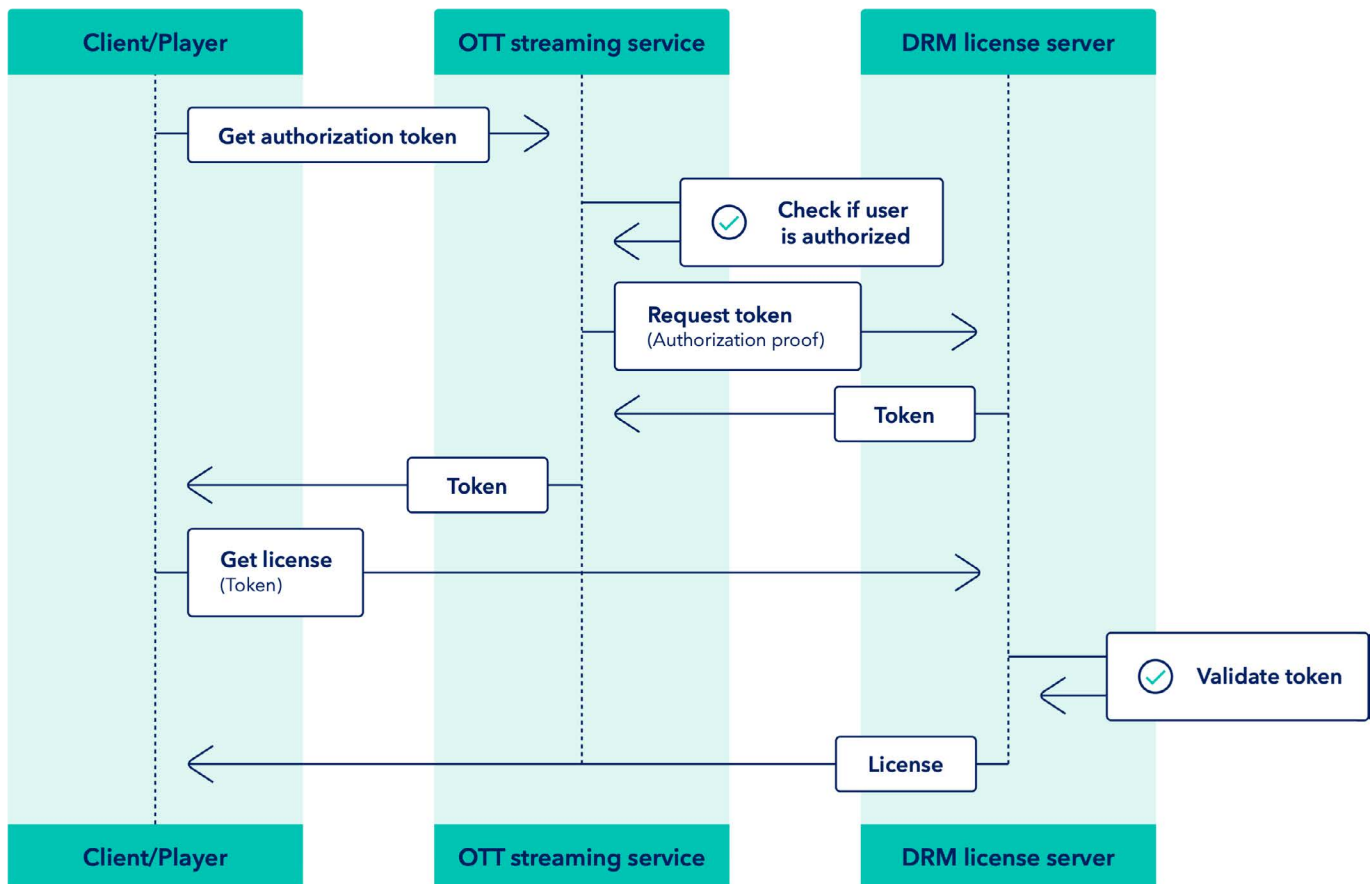 Client/Player
OTT streaming service
DRM license server
Get authorization token
Check if user
is authorized
Request token
(Authorization proof)
Token
Token
Get license
(Token)
Validate token
License
Client/Player
OTT streaming service
DRM license server